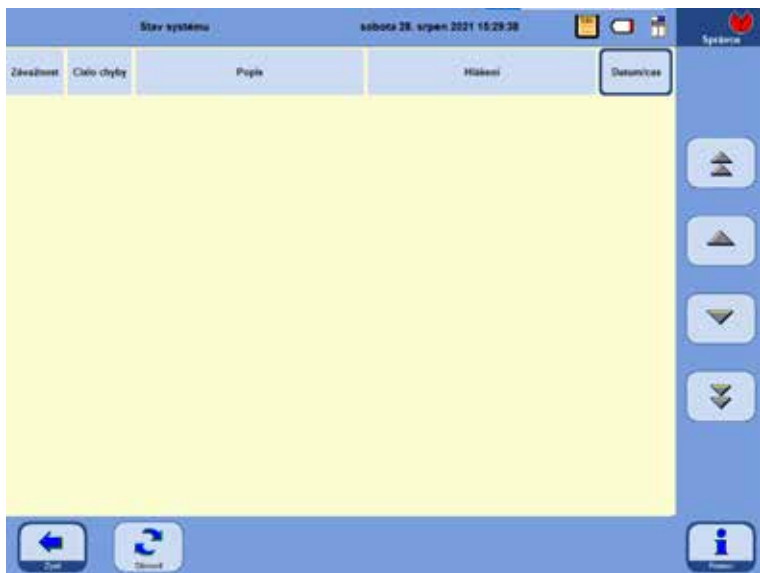 Stav systému
sobota 28. srpen 2021 15:29:38
Správce
Závažnost
Číslo chyby
Popis
Hlášení
Datum/čas
Zpět
Obnovit
Pomoc